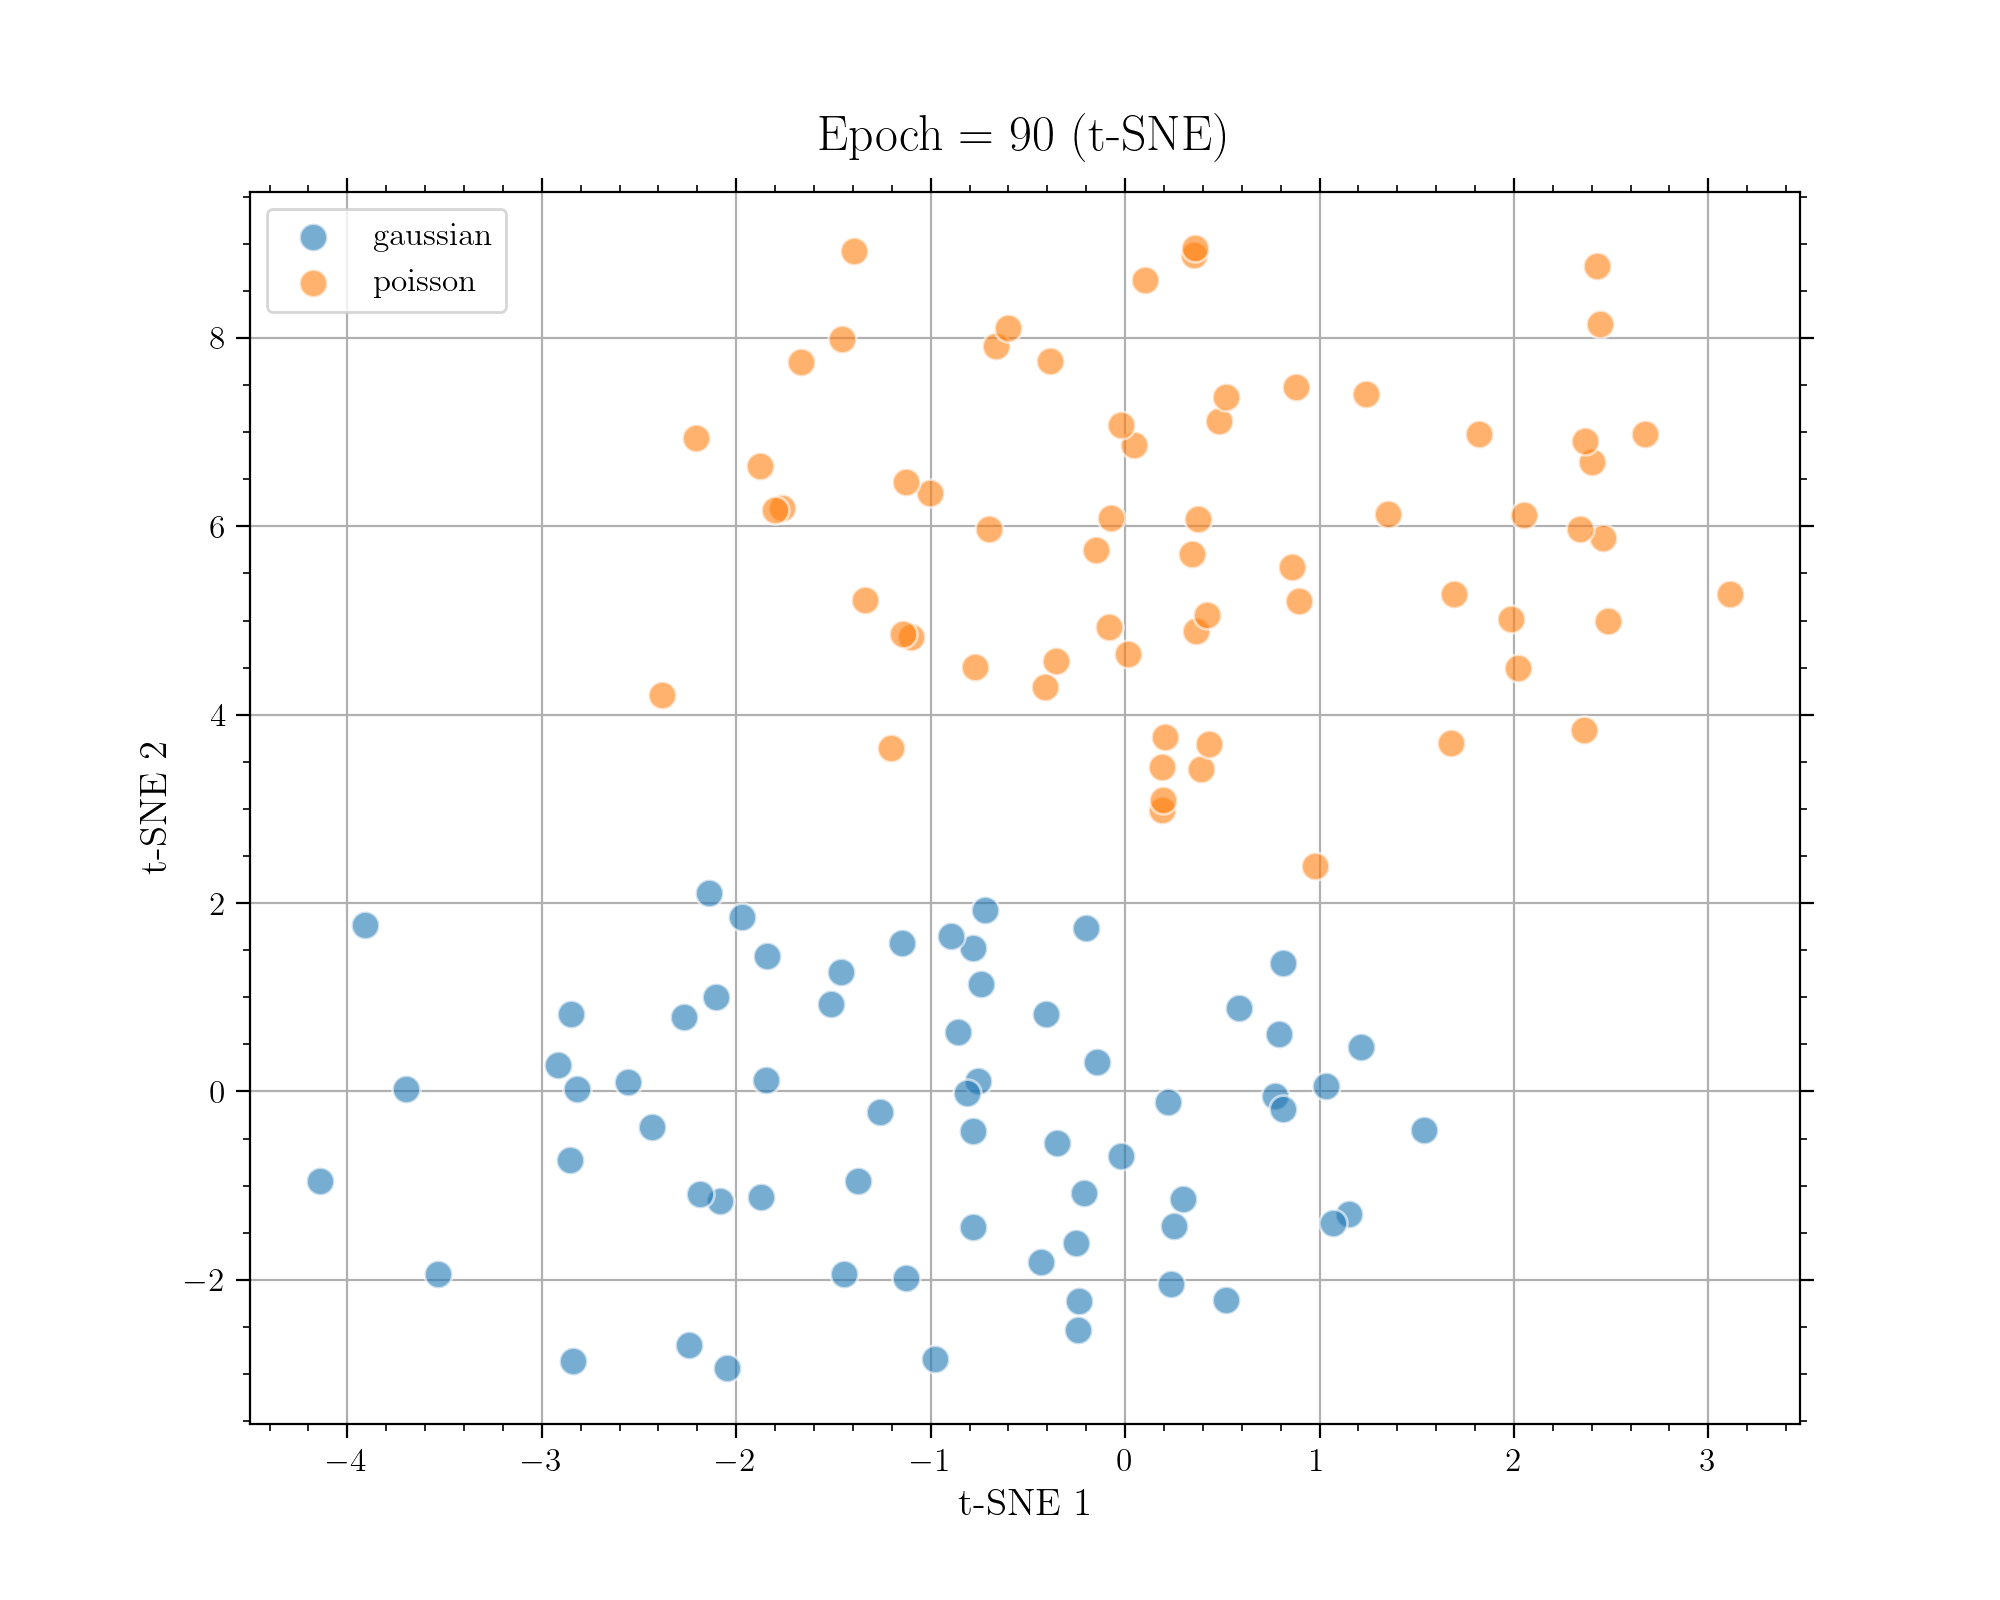 Epoch = 90 (t-SNE)
gaussian
poisson
8
6
4
2
0
−2
t-SNE 2
−4 −3 −2 −1 0 1 2 3
t-SNE 1